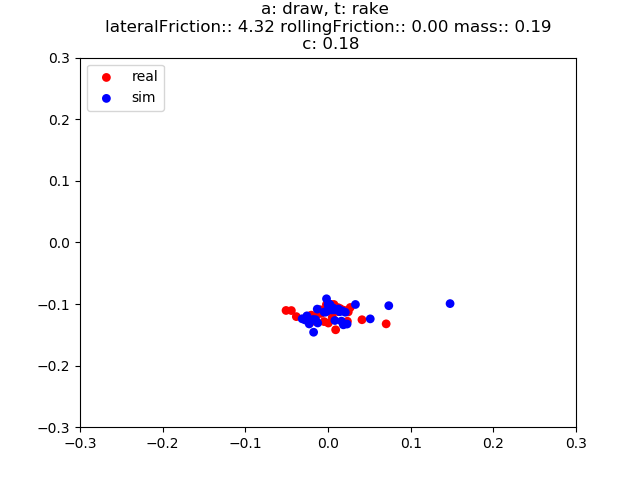 a: draw, t: rake
lateralFriction:: 4.32 rollingFriction:: 0.00 mass:: 0.19
c: 0.18
real
sim
0.3
0.2
0.1
0.0
−0.1
−0.2
−0.3
−0.3 −0.2 −0.1 0.0 0.1 0.2 0.3